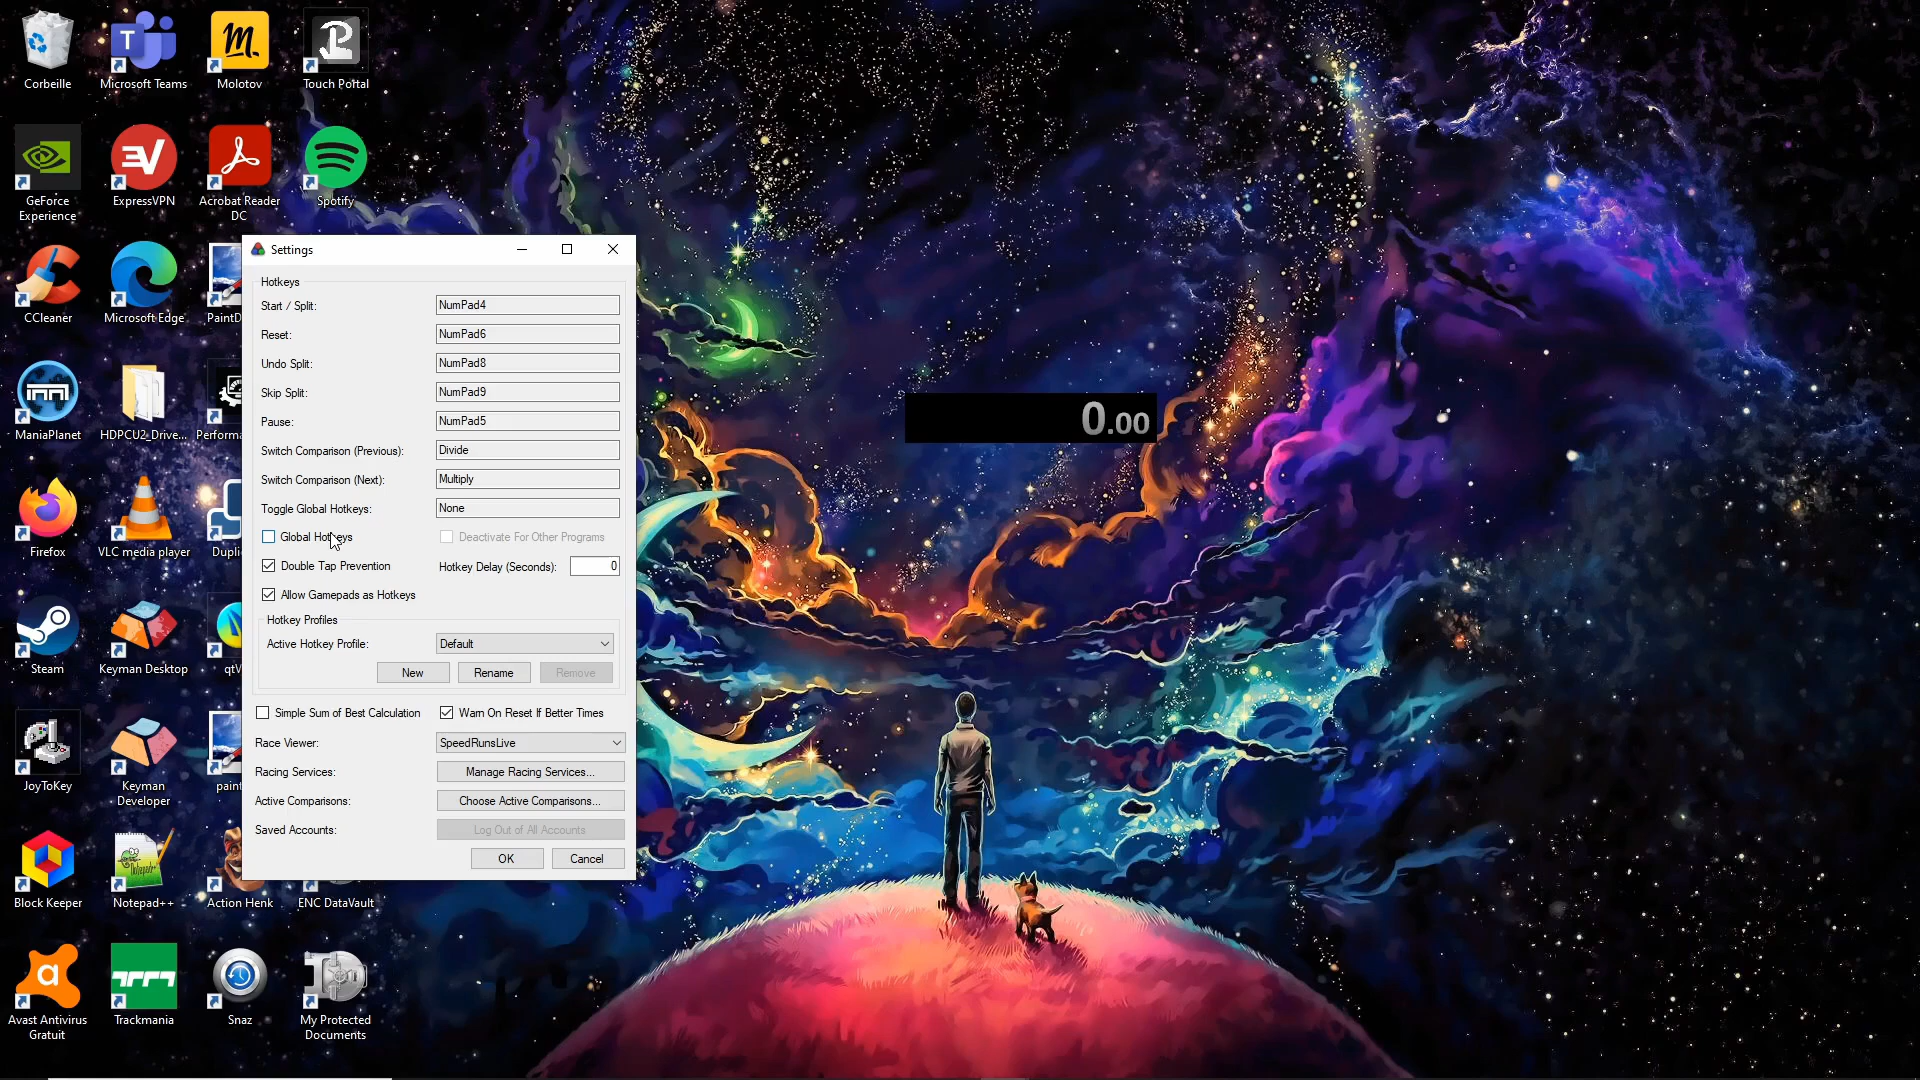 Corbeille
Microsoft Teams
Molotov
Touch Portal
GeForce
Experience
ExpressVPN
Acrobat Reader
DC
Spotify
CCleaner
Microsoft Edge
PaintD
ManiaPlanet
HDPCU2_Drive...
Performa
Firefox
VLC media player
Dupli
Steam
Keyman Desktop
qtV
JoyToKey
Keyman
Developer
paint
Block Keeper
Notepad++
Action Henk
ENC DataVault
Avast Antivirus
Gratuit
Trackmania
Snaz
My Protected
Documents
Settings
Hotkeys
Start / Split: NumPad4
Reset: NumPad6
Undo Split: NumPad8
Skip Split: NumPad9
Pause: NumPad5
Switch Comparison (Previous): Divide
Switch Comparison (Next): Multiply
Toggle Global Hotkeys: None
Global Hotkeys Deactivate For Other Programs
Double Tap Prevention Hotkey Delay (Seconds): 0
Allow Gamepads as Hotkeys
Hotkey Profiles
Active Hotkey Profile: Default
New Rename Remove
Simple Sum of Best Calculation Warn On Reset If Better Times
Race Viewer: SpeedRunsLive
Racing Services: Manage Racing Services...
Active Comparisons: Choose Active Comparisons...
Saved Accounts: Log Out of All Accounts
OK Cancel
0.00